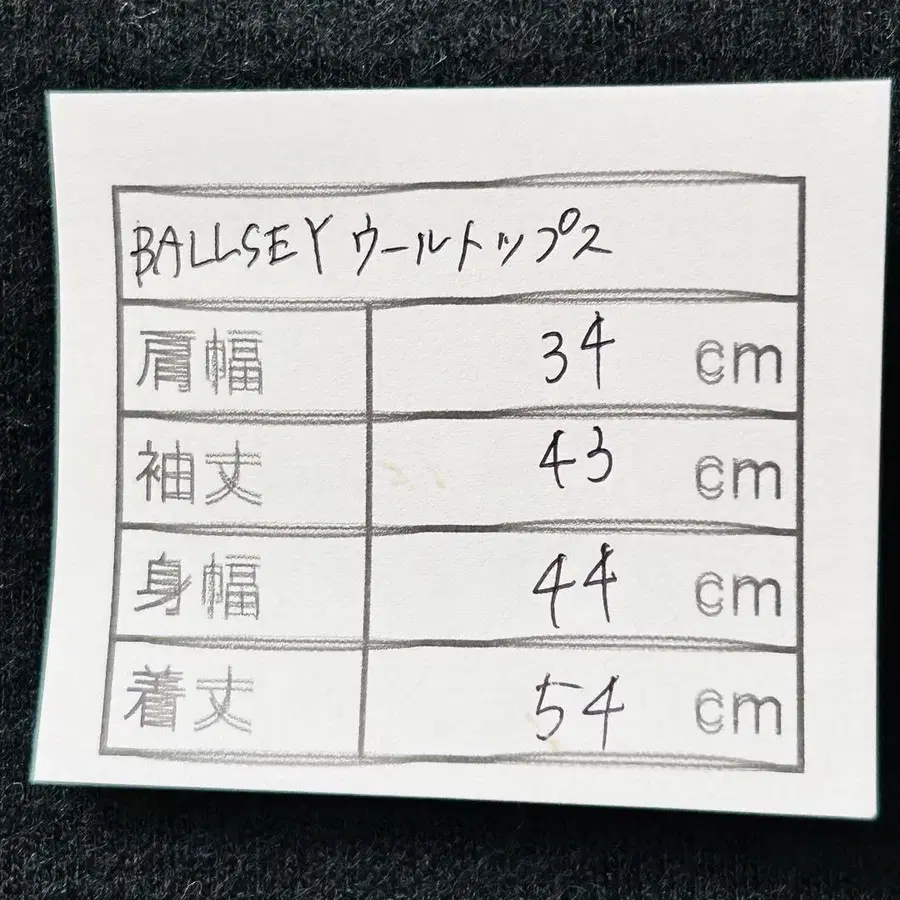 BALLSEY ウールトップス
肩幅 34 cm
袖丈 43 cm
身幅 44 cm
着丈 54 cm